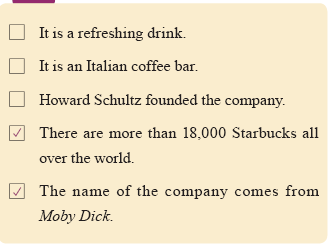 It is a refreshing drink.
It is an Italian coffee bar.
Howard Schultz founded the company.
There are more than 18,000 Starbucks all
over the world.
The name of the company comes from
Moby Dick.